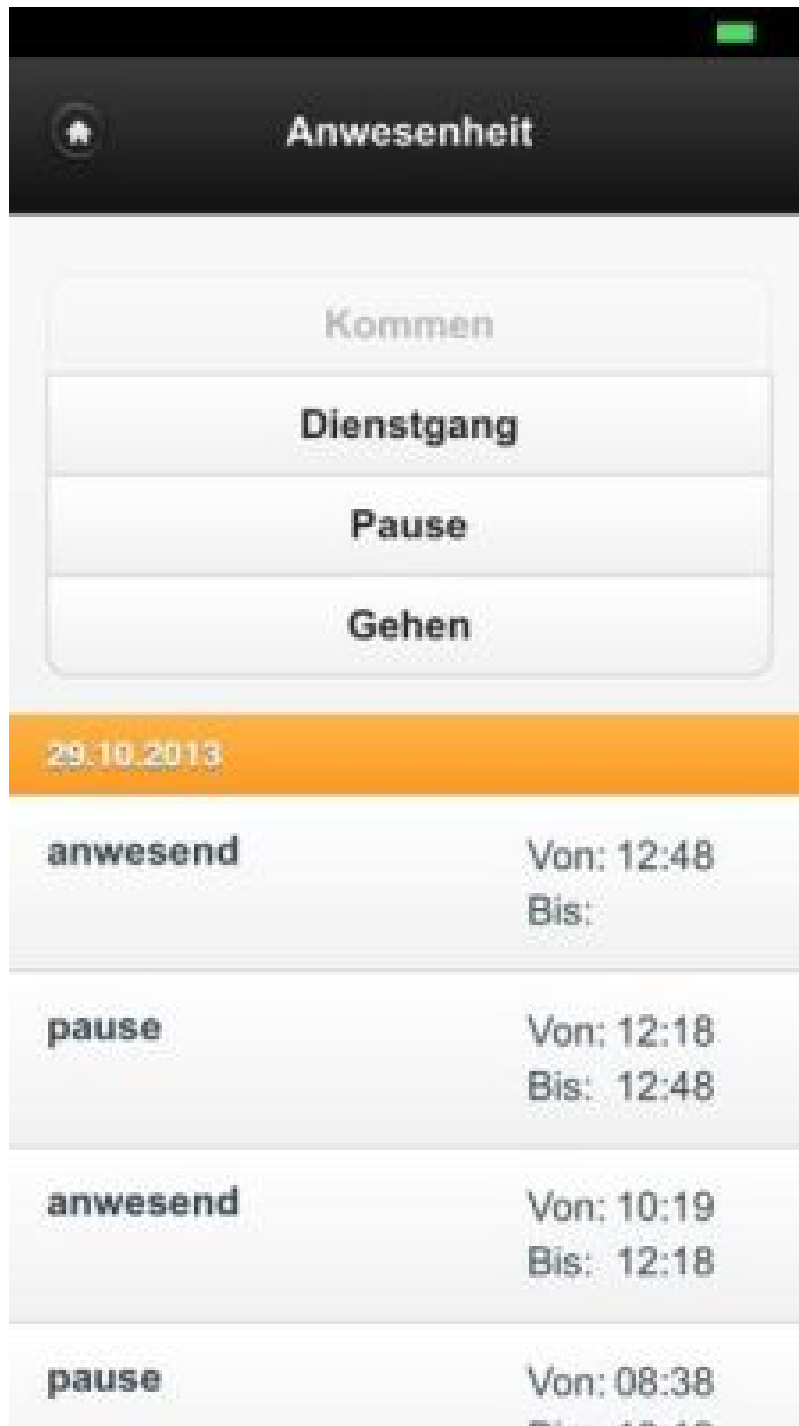 Anwesenheit
Kommen
Dienstgang
Pause
Gehen
29.10.2013
anwesend
Von: 12:48
Bis:
pause
Von: 12:18
Bis: 12:48
anwesend
Von: 10:19
Bis: 12:18
pause
Von: 08:38